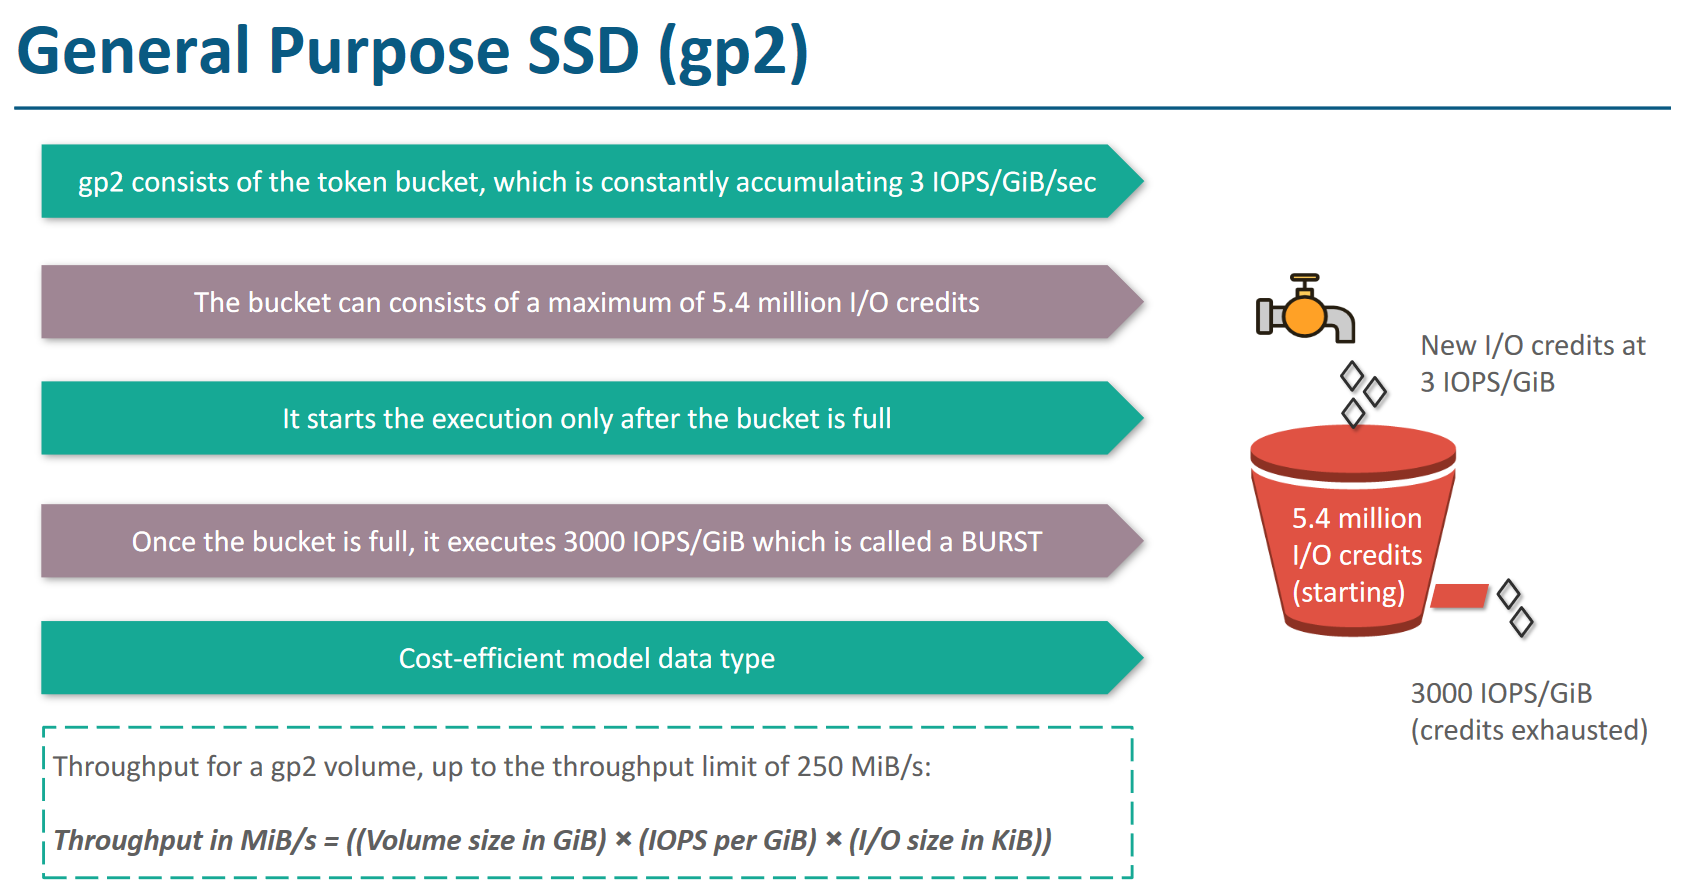 General Purpose SSD (gp2)
gp2 consists of the token bucket, which is constantly accumulating 3 IOPS/GiB/sec
The bucket can consists of a maximum of 5.4 million I/O credits
It starts the execution only after the bucket is full
Once the bucket is full, it executes 3000 IOPS/GiB which is called a BURST
Cost-efficient model data type
Throughput for a gp2 volume, up to the throughput limit of 250 MiB/s:
Throughput in MiB/s = ((Volume size in GiB) × (IOPS per GiB) × (I/O size in KiB))
New I/O credits at
3 IOPS/GiB
5.4 million
I/O credits
(starting)
3000 IOPS/GiB
(credits exhausted)